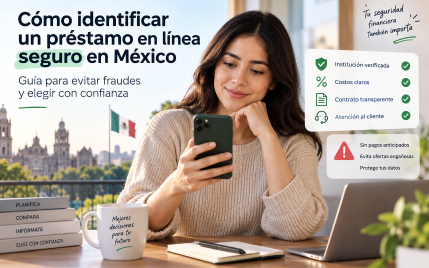 Cómo identificar
un préstamo en línea
seguro en México
Guía para evitar fraudes
y elegir con confianza
Tu seguridad
financiera
también importa
Institución verificada
Costos claros
Contrato transparente
Atención al cliente
Sin pagos anticipados
Evita ofertas engañosas
Protege tus datos
PLANIFICA
COMPARA
INFÓRMATE
ELIGE CON CONFIANZA
Mejores
decisiones
para tu
futuro